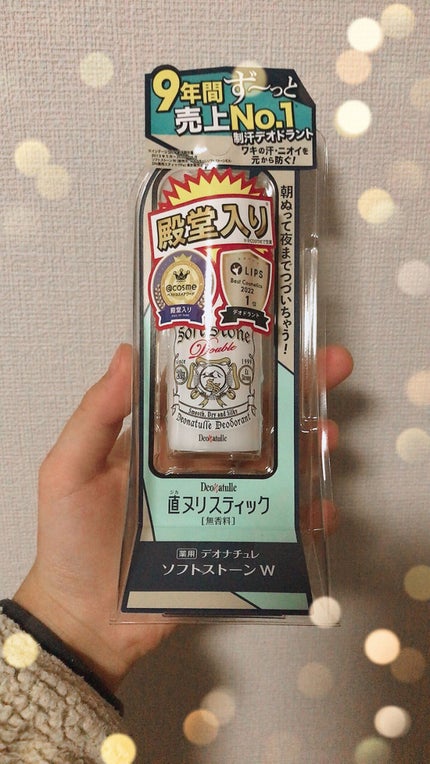 9年間ず〜っと
売上No.1
制汗デオドラント
ワキの汗・ニオイを
元から防ぐ!
朝ぬって夜までつづいちゃう!
殿堂入り
@cosme
殿堂入り
LIPS
Best Cosmetics
2022
1位
デオドラント
Soft Stone
Double
since
1999
Smooth, Dry and Silky
Deonatulle Deodorant
Deonatulle
Deonatulle
直ヌリスティック
[無香料]
薬用 デオナチュレ
ソフトストーンW